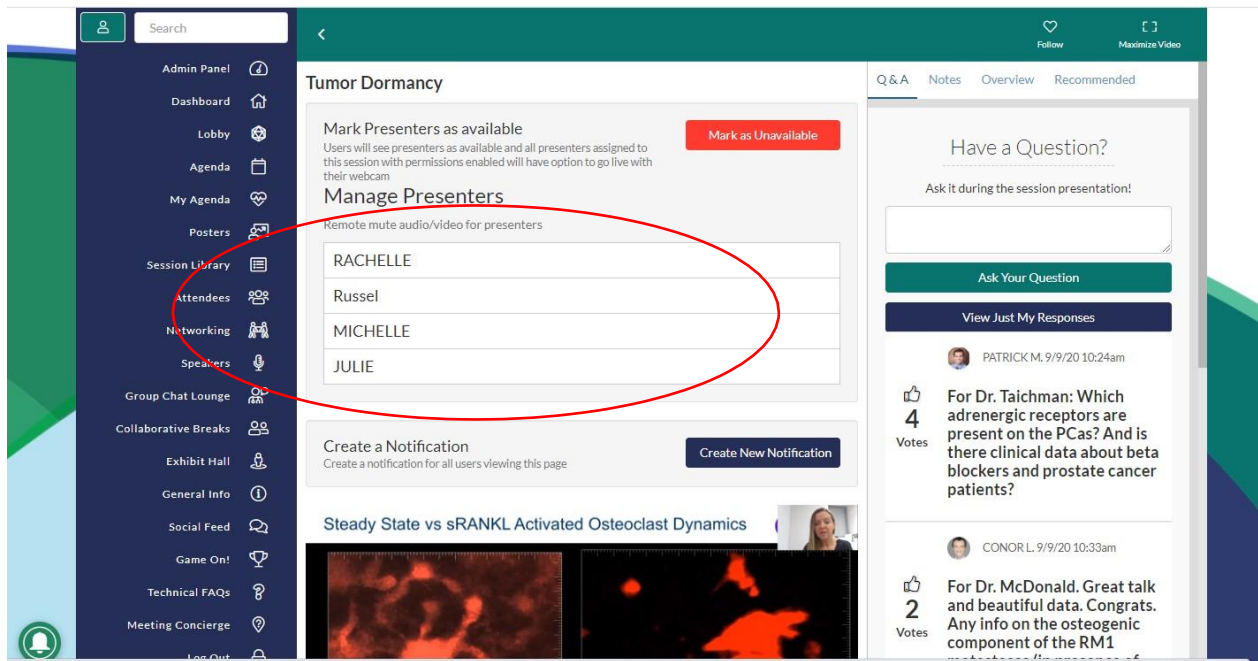 Search
Admin Panel
Dashboard
Lobby
Agenda
My Agenda
Posters
Session Library
Attendees
Networking
Speakers
Group Chat Lounge
Collaborative Breaks
Exhibit Hall
General Info
Social Feed
Game On!
Technical FAQs
Meeting Concierge
Log Out
Follow
Maximize Video
Tumor Dormancy
Mark Presenters as available
Users will see presenters as available and all presenters assigned to
this session with permissions enabled will have option to go live with
their webcam
Mark as Unavailable
Manage Presenters
Remote mute audio/video for presenters
RACHELLE
Russel
MICHELLE
JULIE
Create a Notification
Create a notification for all users viewing this page
Create New Notification
Steady State vs sRANKL Activated Osteoclast Dynamics
Q & A
Notes
Overview
Recommended
Have a Question?
Ask it during the session presentation!
Ask Your Question
View Just My Responses
PATRICK M. 9/9/20 10:24am
4
Votes
For Dr. Taichman: Which
adrenergic receptors are
present on the PCas? And is
there clinical data about beta
blockers and prostate cancer
patients?
CONOR L. 9/9/20 10:33am
2
Votes
For Dr. McDonald. Great talk
and beautiful data. Congrats.
Any info on the osteogenic
component of the RM1